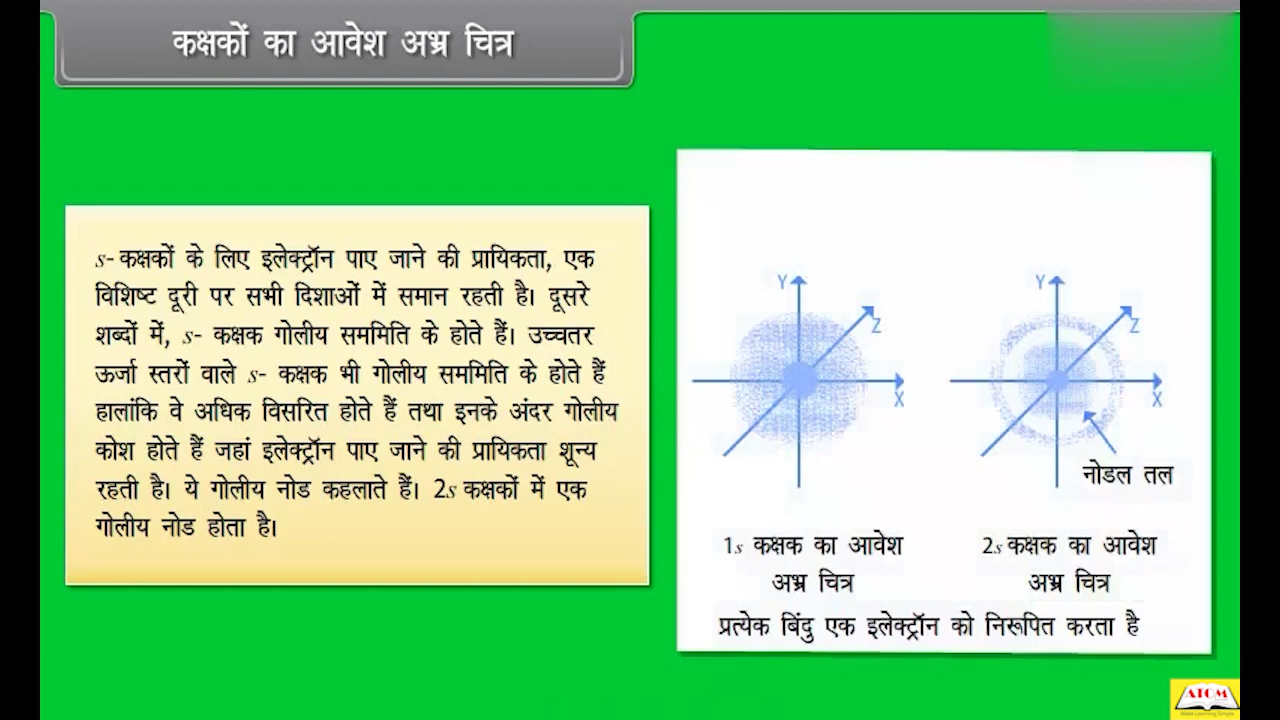 कक्षकों का आवेश अभ्र चित्र
s- कक्षकों के लिए इलेक्ट्रॉन पाए जाने की प्रायिकता, एक
विशिष्ट दूरी पर सभी दिशाओं में समान रहती है। दूसरे
शब्दों में, s- कक्षक गोलीय सममिति के होते हैं। उच्चतर
ऊर्जा स्तरों वाले s- कक्षक भी गोलीय सममिति के होते हैं
हालांकि वे अधिक विसरित होते हैं तथा इनके अंदर गोलीय
कोश होते हैं जहां इलेक्ट्रॉन पाए जाने की प्रायिकता शून्य
रहती है। ये गोलीय नोड कहलाते हैं। 2s कक्षकों में एक
गोलीय नोड होता है।
Y
Z
X
Y
Z
X
नोडल तल
1s कक्षक का आवेश
अभ्र चित्र
2s कक्षक का आवेश
अभ्र चित्र
प्रत्येक बिंदु एक इलेक्ट्रॉन को निरूपित करता है
ATOM